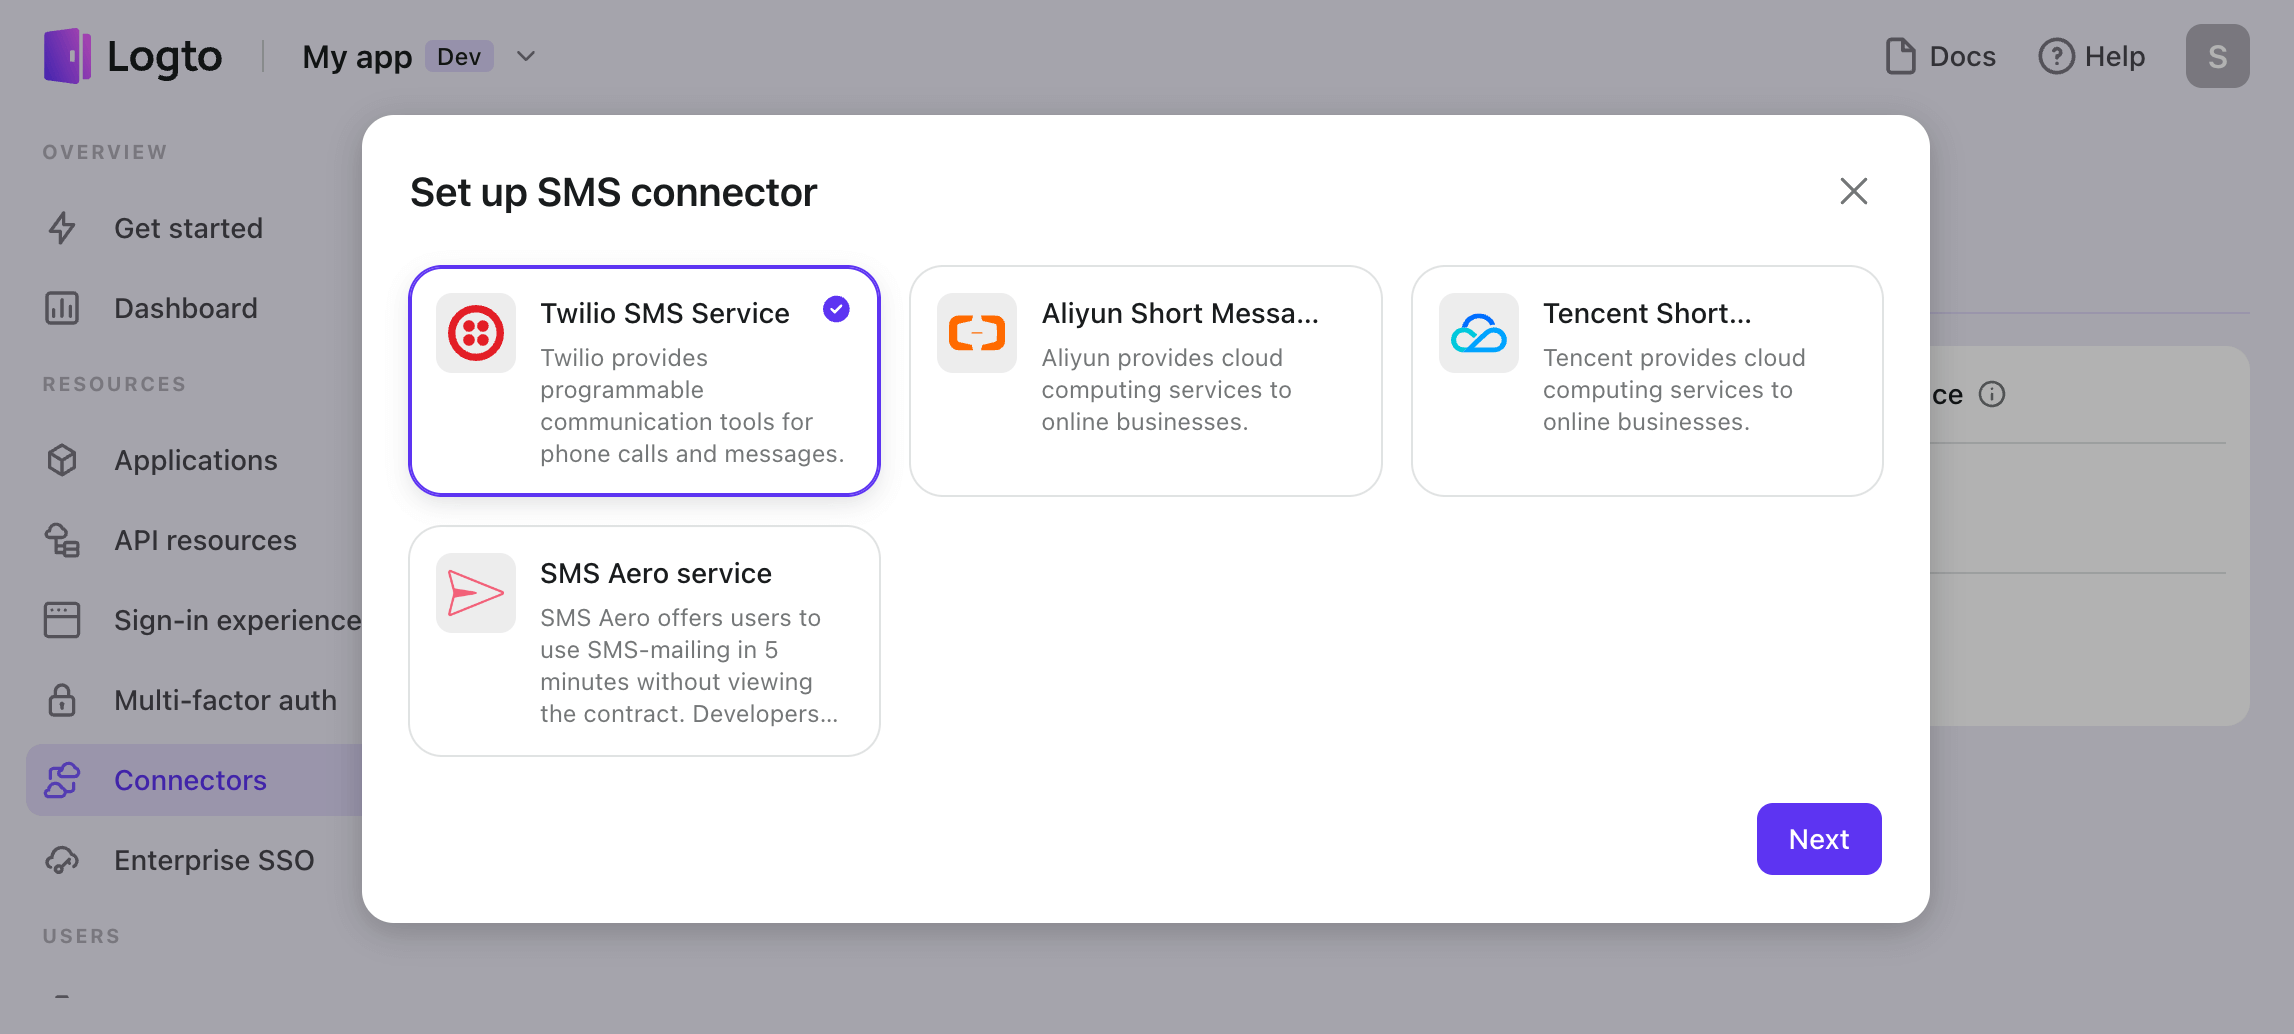 Logto
My app
Dev
Docs
Help
S
OVERVIEW
Get started
Dashboard
RESOURCES
Applications
API resources
Sign-in experience
Multi-factor auth
Connectors
Enterprise SSO
USERS
Set up SMS connector
Twilio SMS Service
Twilio provides
programmable
communication tools for
phone calls and messages.
Aliyun Short Messa...
Aliyun provides cloud
computing services to
online businesses.
Tencent Short...
Tencent provides cloud
computing services to
online businesses.
SMS Aero service
SMS Aero offers users to
use SMS-mailing in 5
minutes without viewing
the contract. Developers...
Next
ce